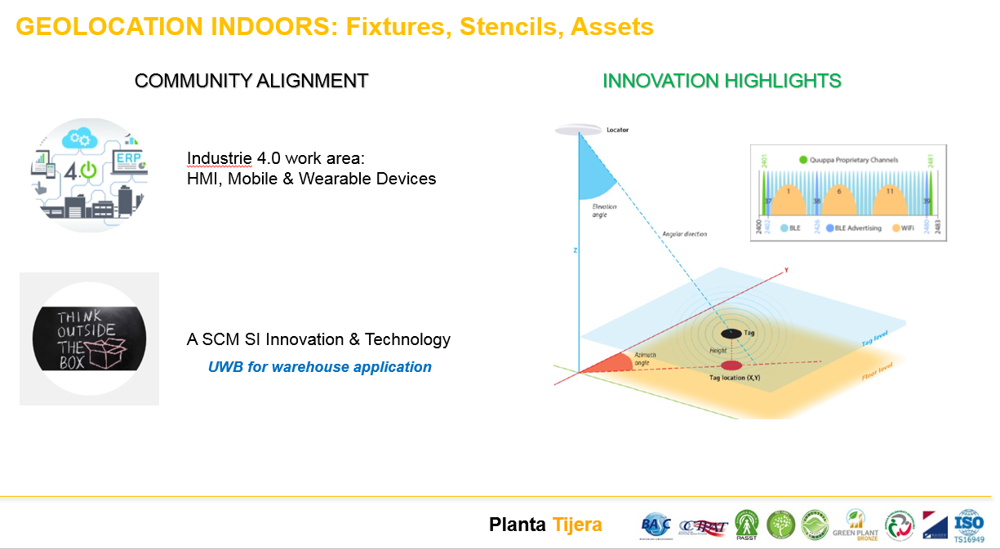 GEOLOCATION INDOORS: Fixtures, Stencils, Assets
COMMUNITY ALIGNMENT
INNOVATION HIGHLIGHTS
ERP
4.0
Industrie 4.0 work area:
HMI, Mobile & Wearable Devices
THINK
OUTSIDE
THE
BOX
A SCM SI Innovation & Technology
UWB for warehouse application
Locator
Elevation
angle
Angular direction
Z
Y
Tag
Height
Azimuth
angle
Tag location (X,Y)
Tag level
Floor level
2401
Quuppa Proprietary Channels
2481
1
6
11
37
38
39
2400
2402
BLE
2426
BLE Advertising
WiFi
2480
2483
Planta Tijera
BASC
CTPAT
PASST
GREEN PLANT
BRONZE
ISO
TS16949